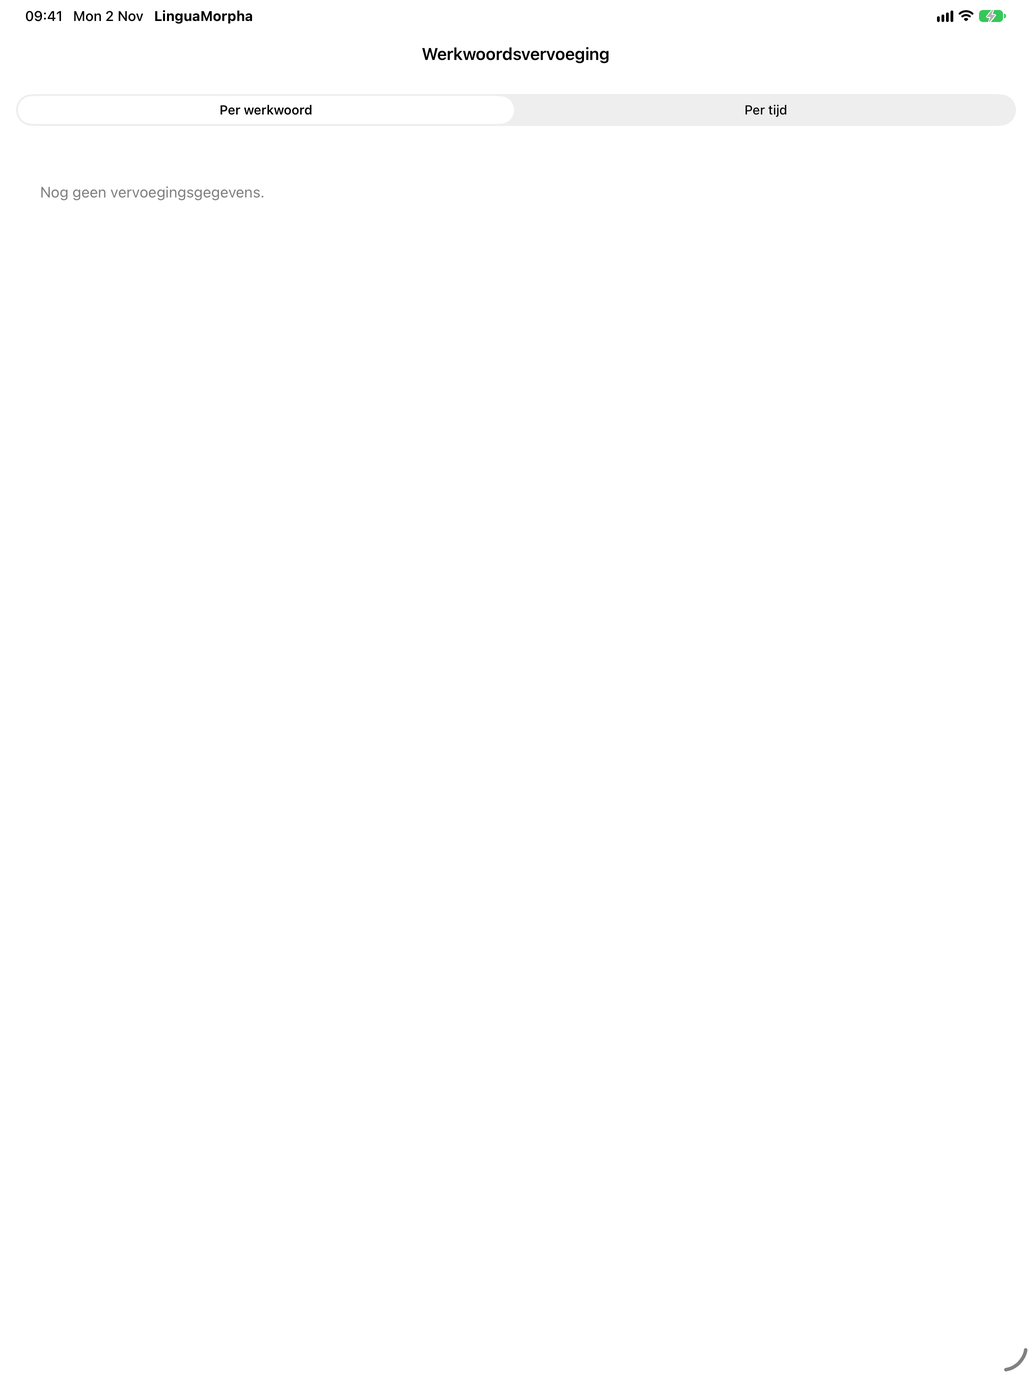 09:41 Mon 2 Nov LinguaMorpha
Werkwoordsvervoeging
Per werkwoord
Per tijd
Nog geen vervoegingsgegevens.